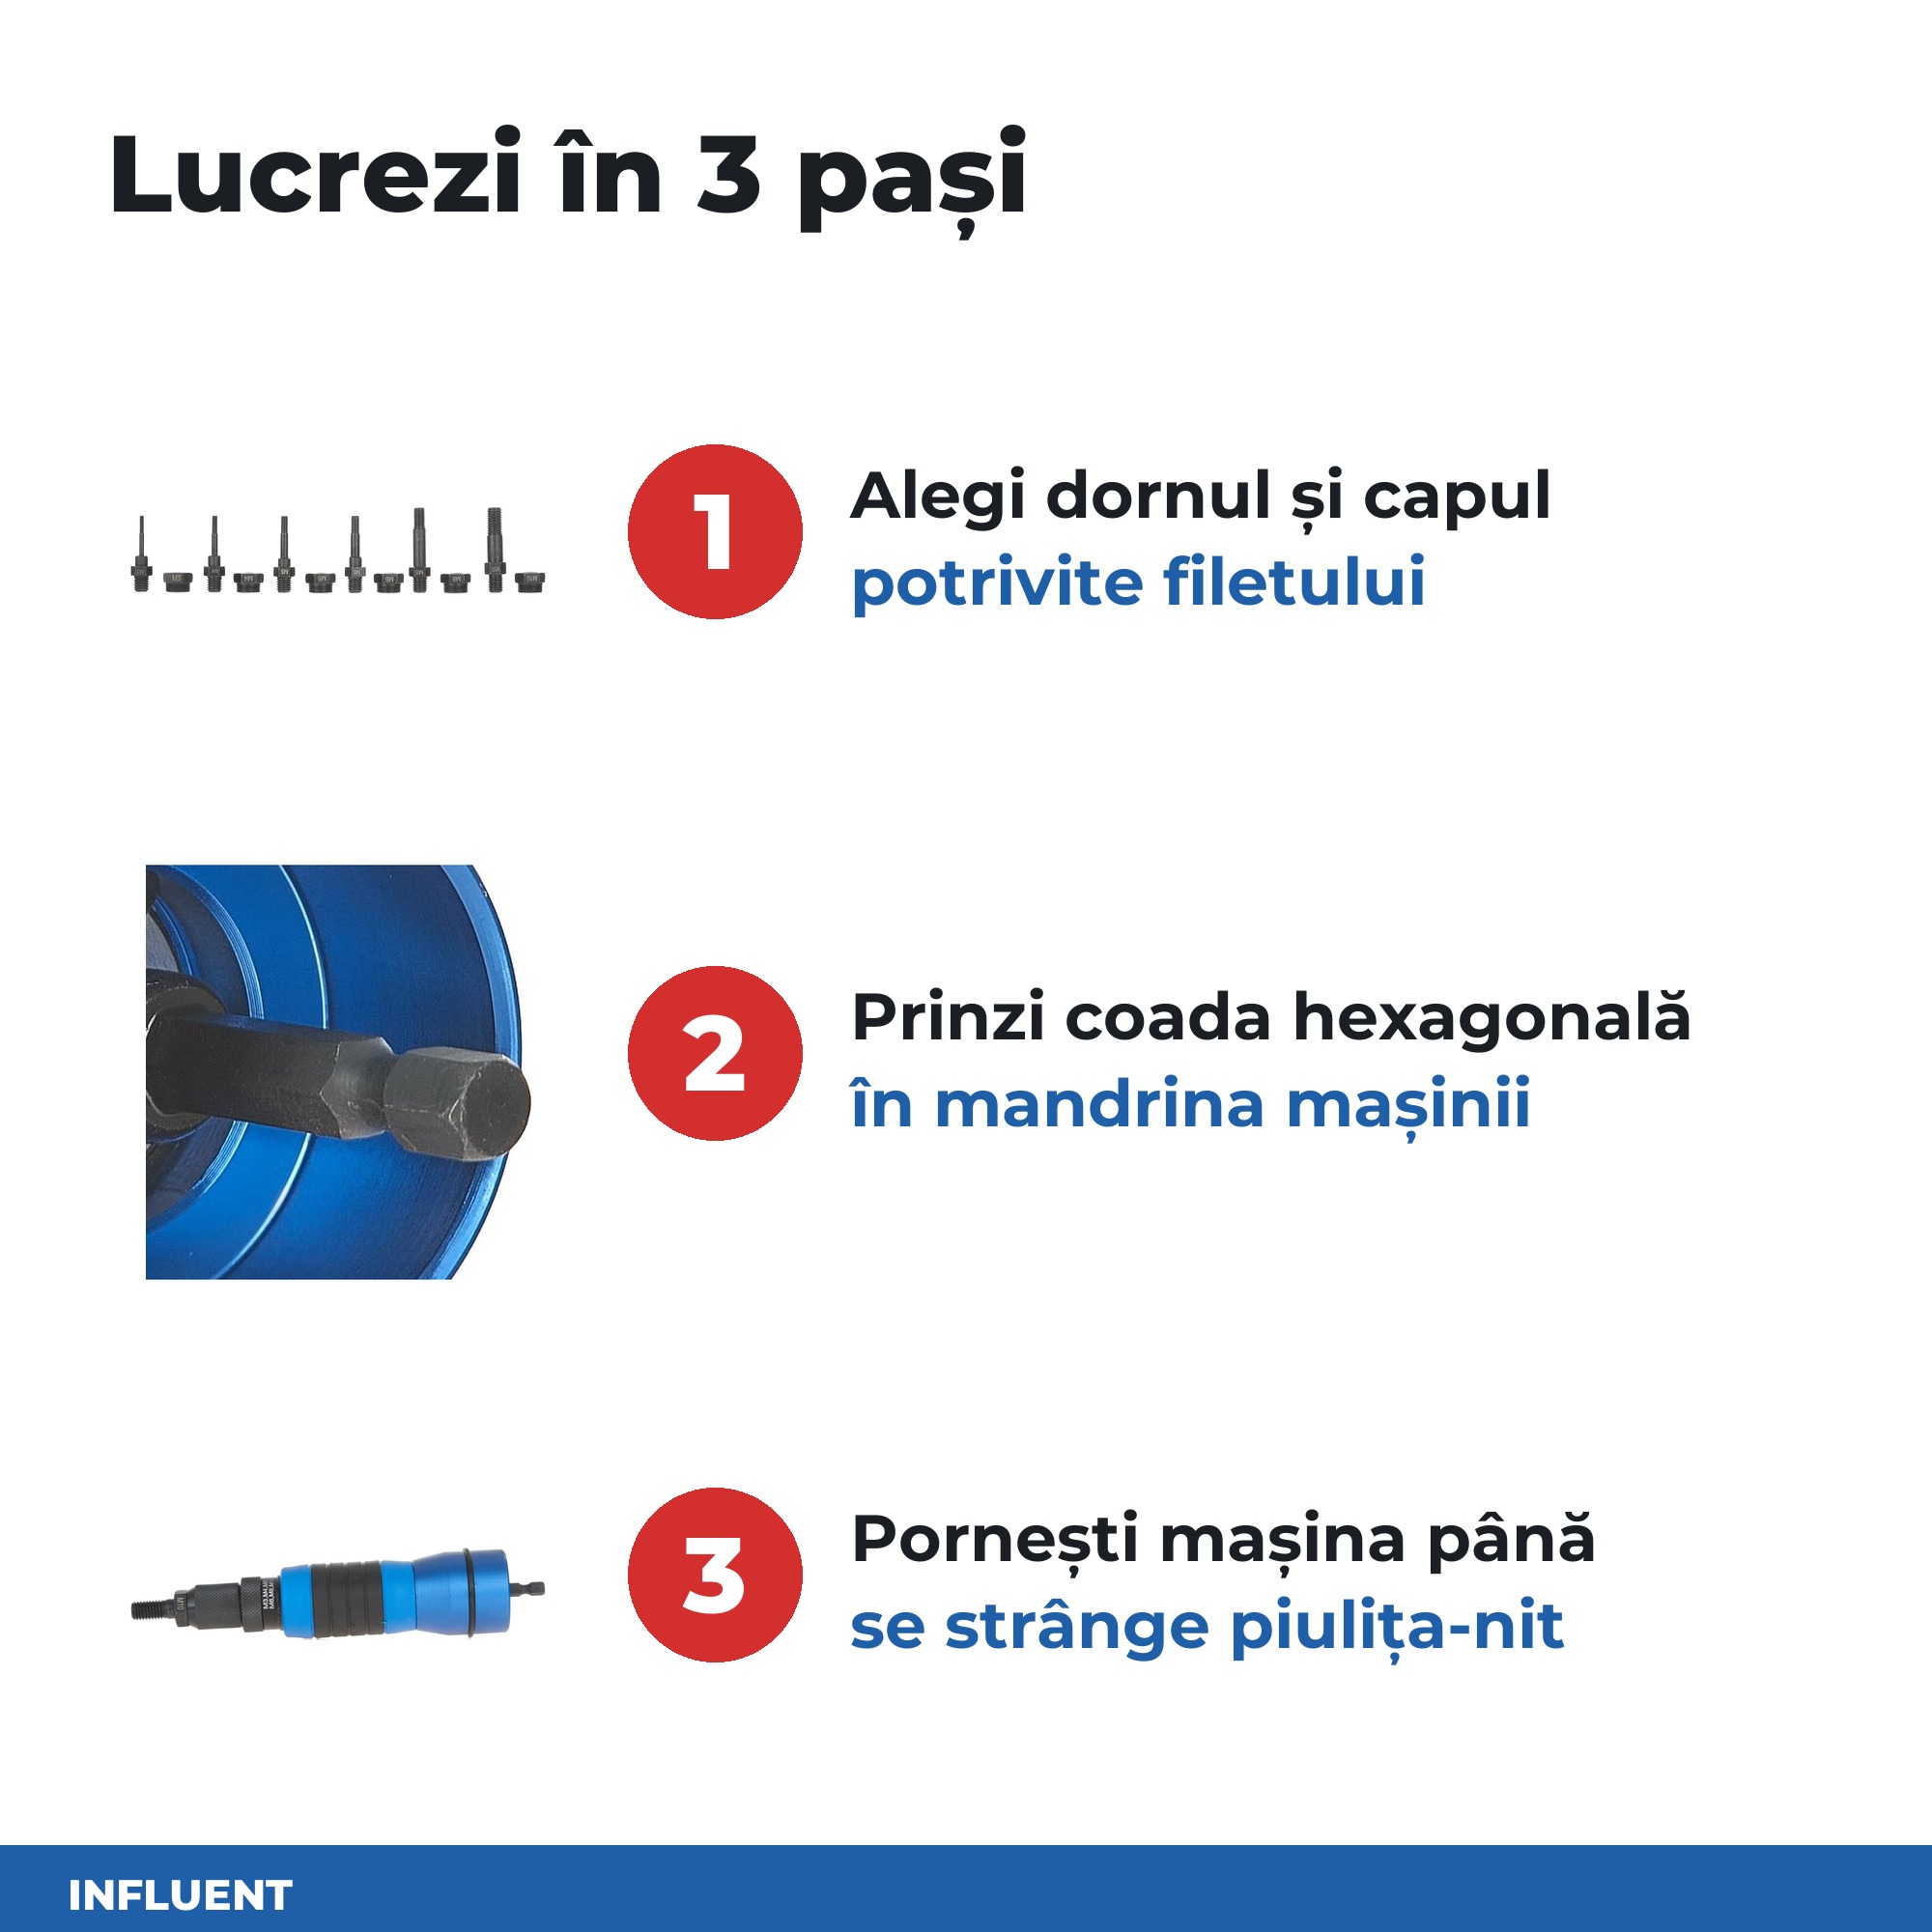 Lucrezi în 3 pași
1
Alegi dornul și capul
potrivite filetului
2
Prinzi coada hexagonală
în mandrina mașinii
3
Pornești mașina până
se strânge piulița-nit
INFLUENT